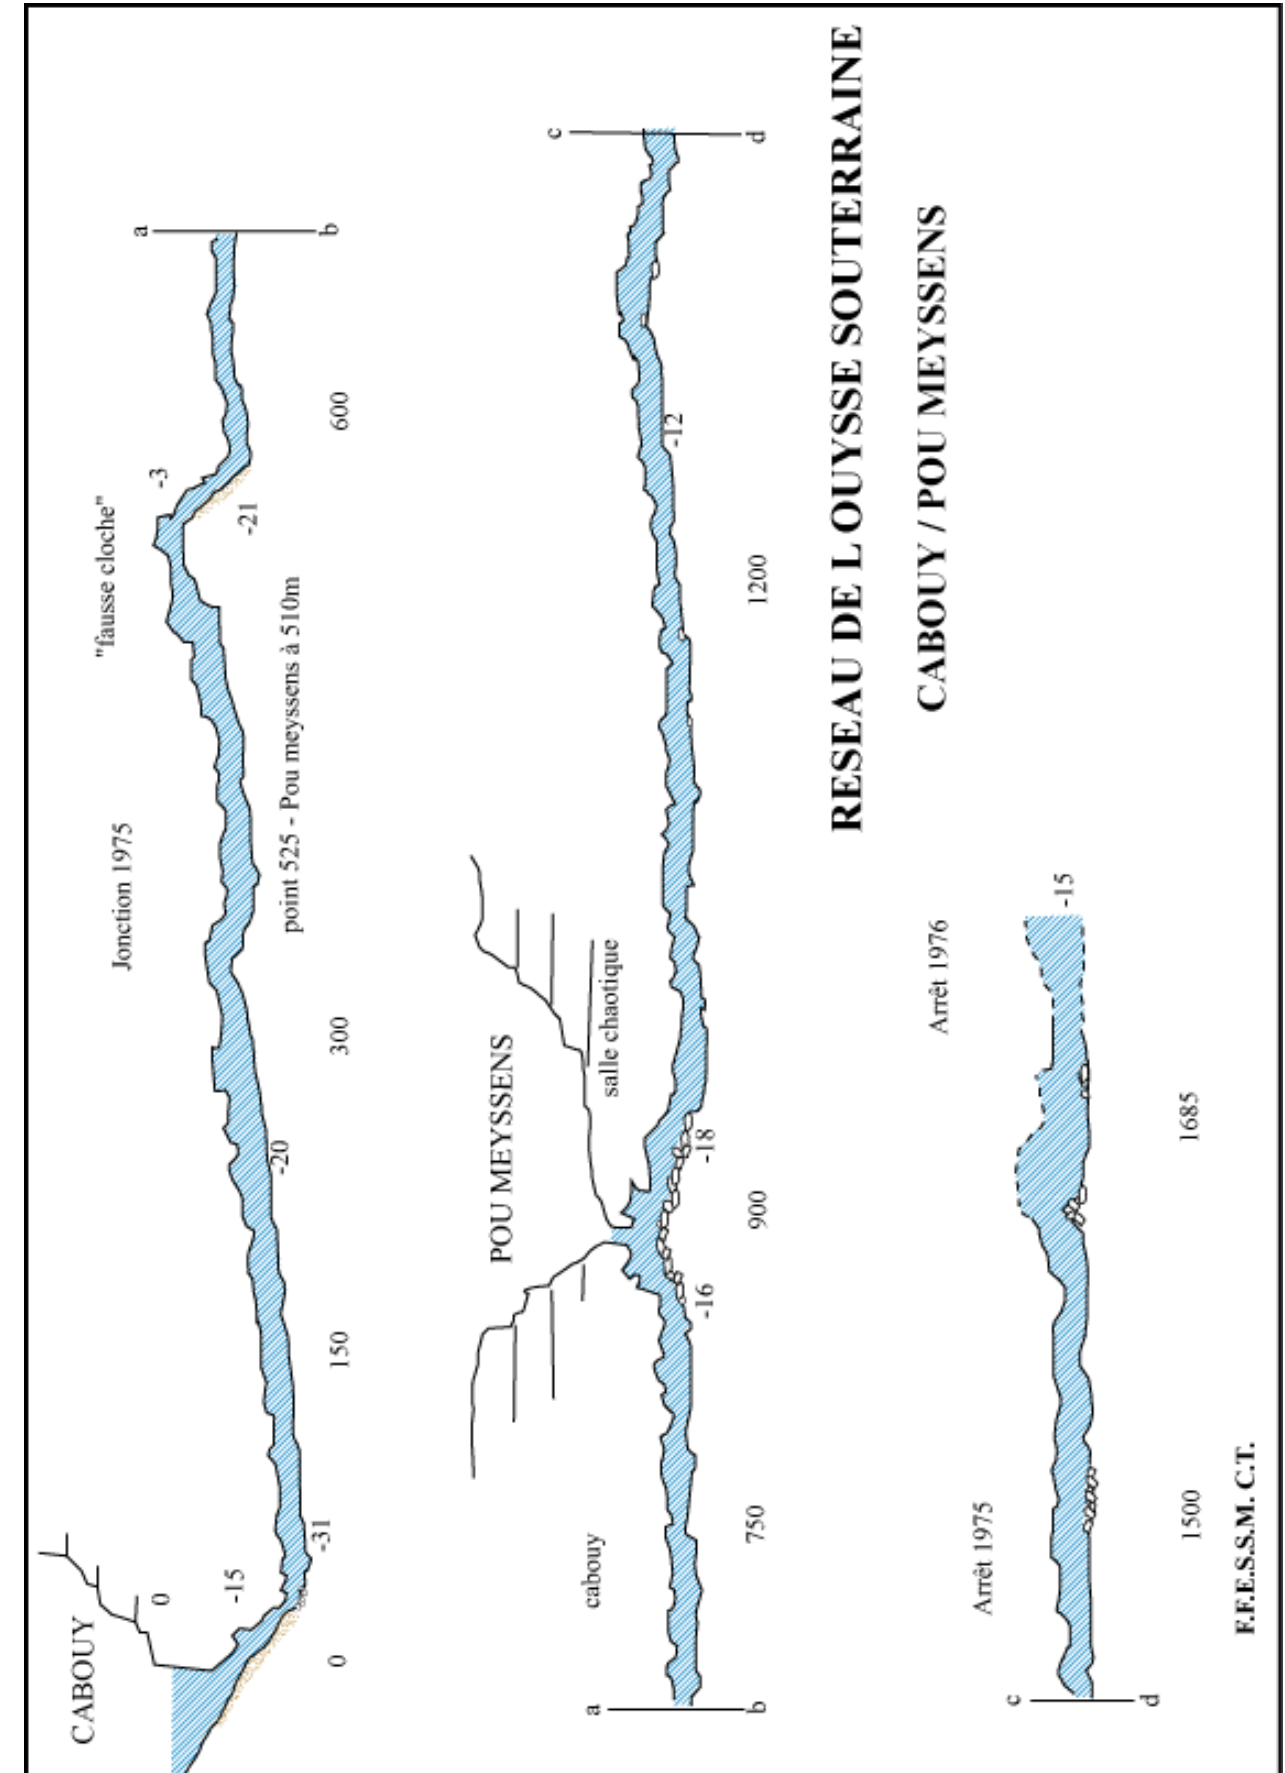 RESEAU DE L OUYSSE SOUTERRAINE
CABOUY / POU MEYSSENS
CABOUY
0
-15
-31
0
150
-20
300
Jonction 1975
point 525 - Pou meyssens à 510m
"fausse cloche"
-3
-21
600
a
b
a
b
cabouy
750
-16
POU MEYSSENS
900
-18
salle chaotique
1200
-12
c
d
c
d
Arrêt 1975
1500
1685
Arrêt 1976
-15
F.F.E.S.S.M. C.T.